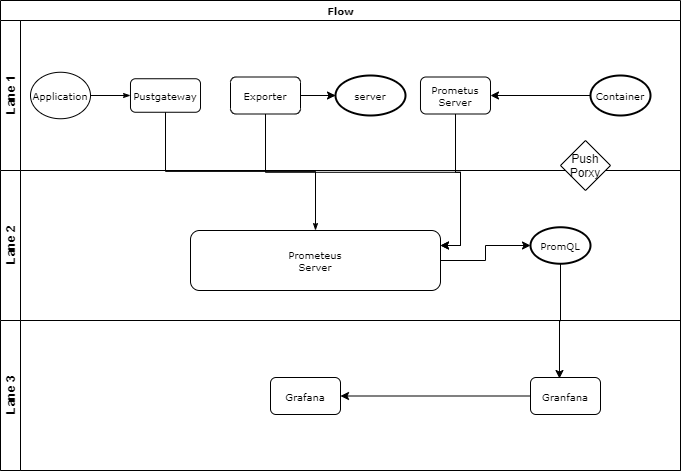 Flow
Lane 1
Application
Pustgateway
Exporter
server
Prometus
Server
Container
Push
Porxy
Lane 2
Prometeus
Server
PromQL
Lane 3
Grafana
Granfana